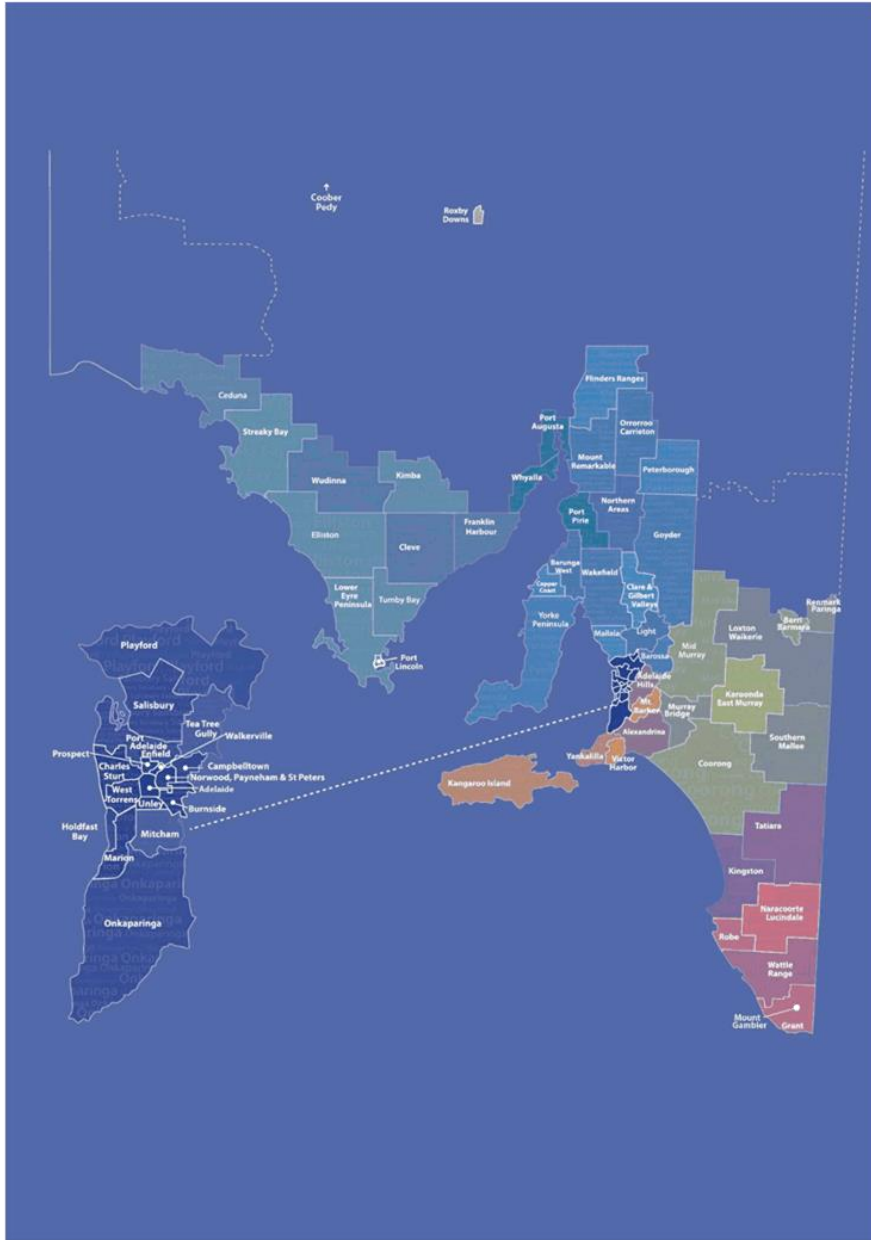 Coober
Pedy
Roxby
Downs
Flinders Ranges
Ceduna
Port
Augusta
Orrorroo
Carrieton
Streaky Bay
Mount
Remarkable
Peterborough
Wudinna
Kimba
Whyalla
Northern
Areas
Port
Pirie
Franklin
Harbour
Elliston
Cleve
Goyder
Barunga
West
Wakefield
Copper
Coast
Clare &
Gilbert
Valleys
Lower
Eyre
Peninsula
Tumby Bay
Yorke
Peninsula
Mallala
Light
Renmark
Paringa
Berri
Barmera
Loxton
Waikerie
Mid
Murray
Barossa
Port
Lincoln
Adelaide
Hills
Mt
Barker
Murray
Bridge
Karoonda
East Murray
Alexandrina
Southern
Mallee
Yankalilla
Victor
Harbor
Coorong
Kangaroo Island
Tatiara
Kingston
Naracoorte
Lucindale
Robe
Wattle
Range
Mount
Gambier
Grant
Playford
Salisbury
Tea Tree
Gully
Port
Adelaide
Enfield
Walkerville
Prospect
Charles
Sturt
Campbelltown
Norwood, Payneham & St Peters
West
Torrens
Adelaide
Unley
Burnside
Holdfast
Bay
Mitcham
Marion
Onkaparinga